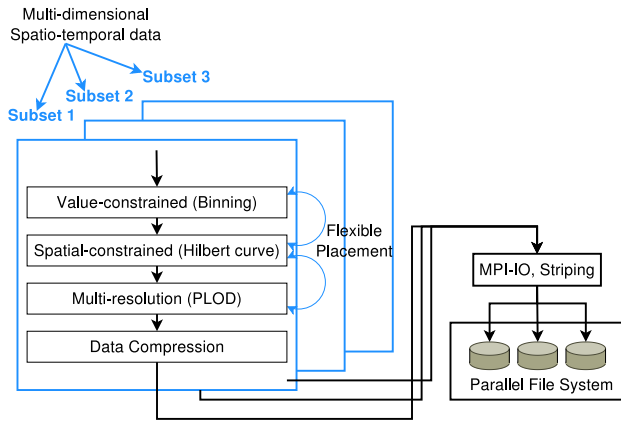 Multi-dimensional
Spatio-temporal data
Subset 3
Subset 2
Subset 1
Value-constrained (Binning)
Flexible
Placement
Spatial-constrained (Hilbert curve)
Multi-resolution (PLOD)
Data Compression
MPI-IO, Striping
Parallel File System